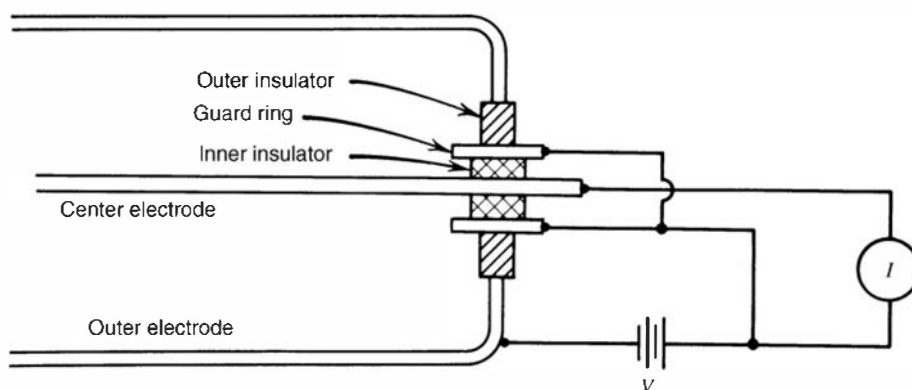 Outer insulator
Guard ring
Inner insulator
Center electrode
I
Outer electrode
V